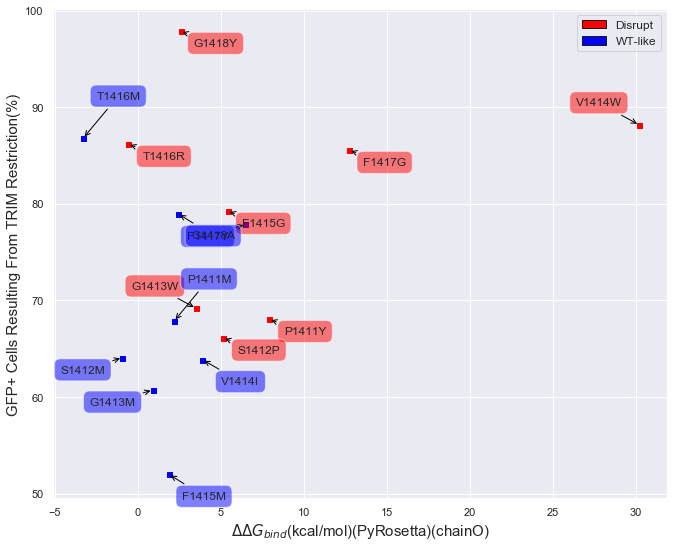 GFP+ Cells Resulting From TRIM Restriction(%)
100
90
80
70
60
50
Disrupt
WT-like
G1418Y
T1416M
V1414W
T1416R
F1417G
F1415G
P1411M
G1413W
P1411Y
S1412P
S1412M
V1414I
G1413M
F1415M
−5 0 5 10 15 20 25 30
ΔΔG_bind(kcal/mol)(PyRosetta)(chainO)